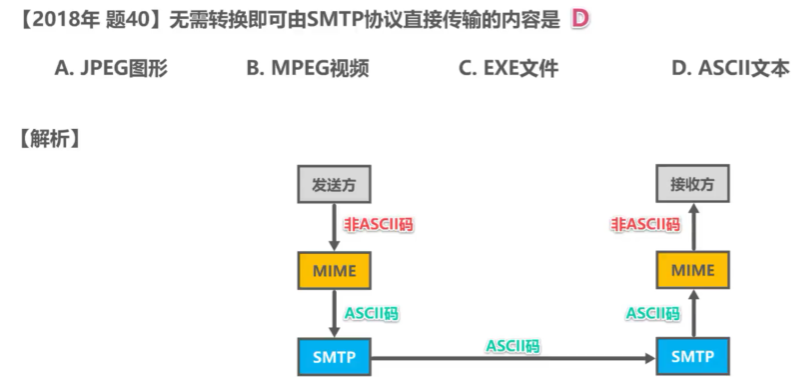 【2018年 题40】无需转换即可由SMTP协议直接传输的内容是 D
A. JPEG图形 B. MPEG视频 C. EXE文件 D. ASCII文本
【解析】
发送方 接收方
非ASCII码 非ASCII码
MIME MIME
ASCII码 ASCII码
SMTP ASCII码 SMTP